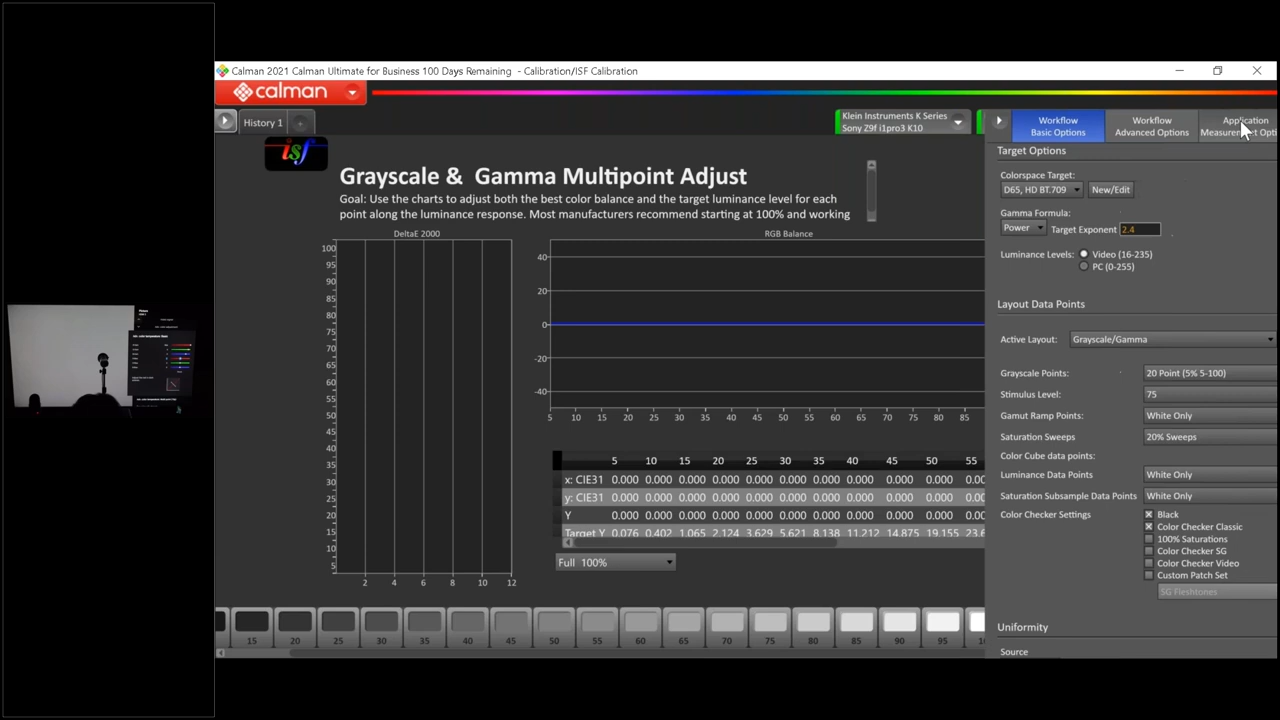 Calman 2021 Calman Ultimate for Business 100 Days Remaining - Calibration/ISF Calibration
calman
History 1
Klein Instruments K Series
Sony Z9f i1pro3 K10
Workflow
Basic Options
Workflow
Advanced Options
Application
Measurement Opti
isf
Grayscale & Gamma Multipoint Adjust
Goal: Use the charts to adjust both the best color balance and the target luminance level for each
point along the luminance response. Most manufacturers recommend starting at 100% and working
DeltaE 2000
100
95
90
85
80
75
70
65
60
55
50
45
40
35
30
25
20
15
10
5
2 4 6 8 10 12
RGB Balance
40
20
0
-20
-40
5 10 15 20 25 30 35 40 45 50 55 60 65 70 75 80 85
5 10 15 20 25 30 35 40 45 50 55
x: CIE31 0.000 0.000 0.000 0.000 0.000 0.000 0.000 0.000 0.000 0.000 0.00
y: CIE31 0.000 0.000 0.000 0.000 0.000 0.000 0.000 0.000 0.000 0.000 0.00
Y 0.000 0.000 0.000 0.000 0.000 0.000 0.000 0.000 0.000 0.000 0.00
Target Y 0.076 0.402 1.065 2.124 3.629 5.621 8.138 11.212 14.875 19.155 23.6
Full 100%
15 20 25 30 35 40 45 50 55 60 65 70 75 80 85 90 95 10
Target Options
Colorspace Target:
D65, HD BT.709 New/Edit
Gamma Formula:
Power Target Exponent 2.4
Luminance Levels: Video (16-235)
PC (0-255)
Layout Data Points
Active Layout: Grayscale/Gamma
Grayscale Points: 20 Point (5% 5-100)
Stimulus Level: 75
Gamut Ramp Points: White Only
Saturation Sweeps 20% Sweeps
Color Cube data points:
Luminance Data Points White Only
Saturation Subsample Data Points White Only
Color Checker Settings Black
Color Checker Classic
100% Saturations
Color Checker SG
Color Checker Video
Custom Patch Set
SG Fleshtones
Uniformity
Source